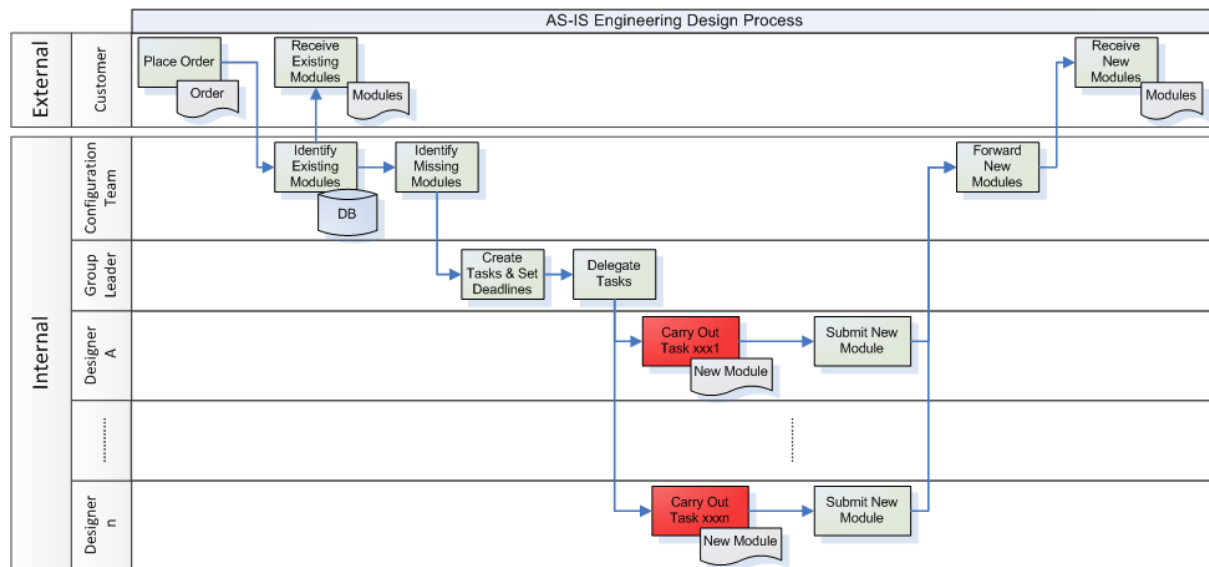 AS-IS Engineering Design Process
External
Customer
Place Order
Order
Receive
Existing
Modules
Modules
Receive
New
Modules
Modules
Internal
Configuration
Team
Identify
Existing
Modules
DB
Identify
Missing
Modules
Forward
New
Modules
Group
Leader
Create
Tasks & Set
Deadlines
Delegate
Tasks
Designer
A
Carry Out
Task xxx1
New Module
Submit New
Module
............
............
Designer
n
Carry Out
Task xxxn
New Module
Submit New
Module